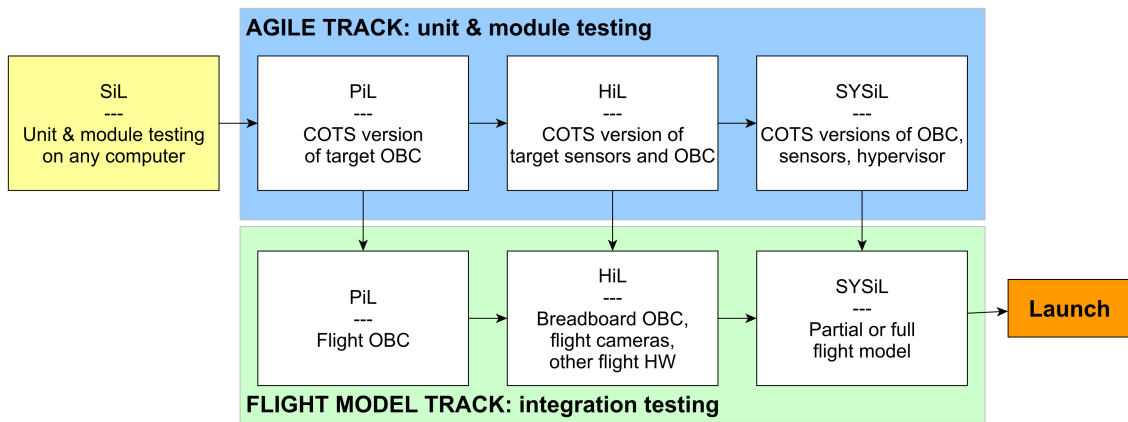 AGILE TRACK: unit & module testing
SiL
---
Unit & module testing
on any computer
PiL
---
COTS version
of target OBC
HiL
---
COTS version of
target sensors and OBC
SYSiL
---
COTS versions of OBC,
sensors, hypervisor
PiL
---
Flight OBC
HiL
---
Breadboard OBC,
flight cameras,
other flight HW
SYSiL
---
Partial or full
flight model
Launch
FLIGHT MODEL TRACK: integration testing